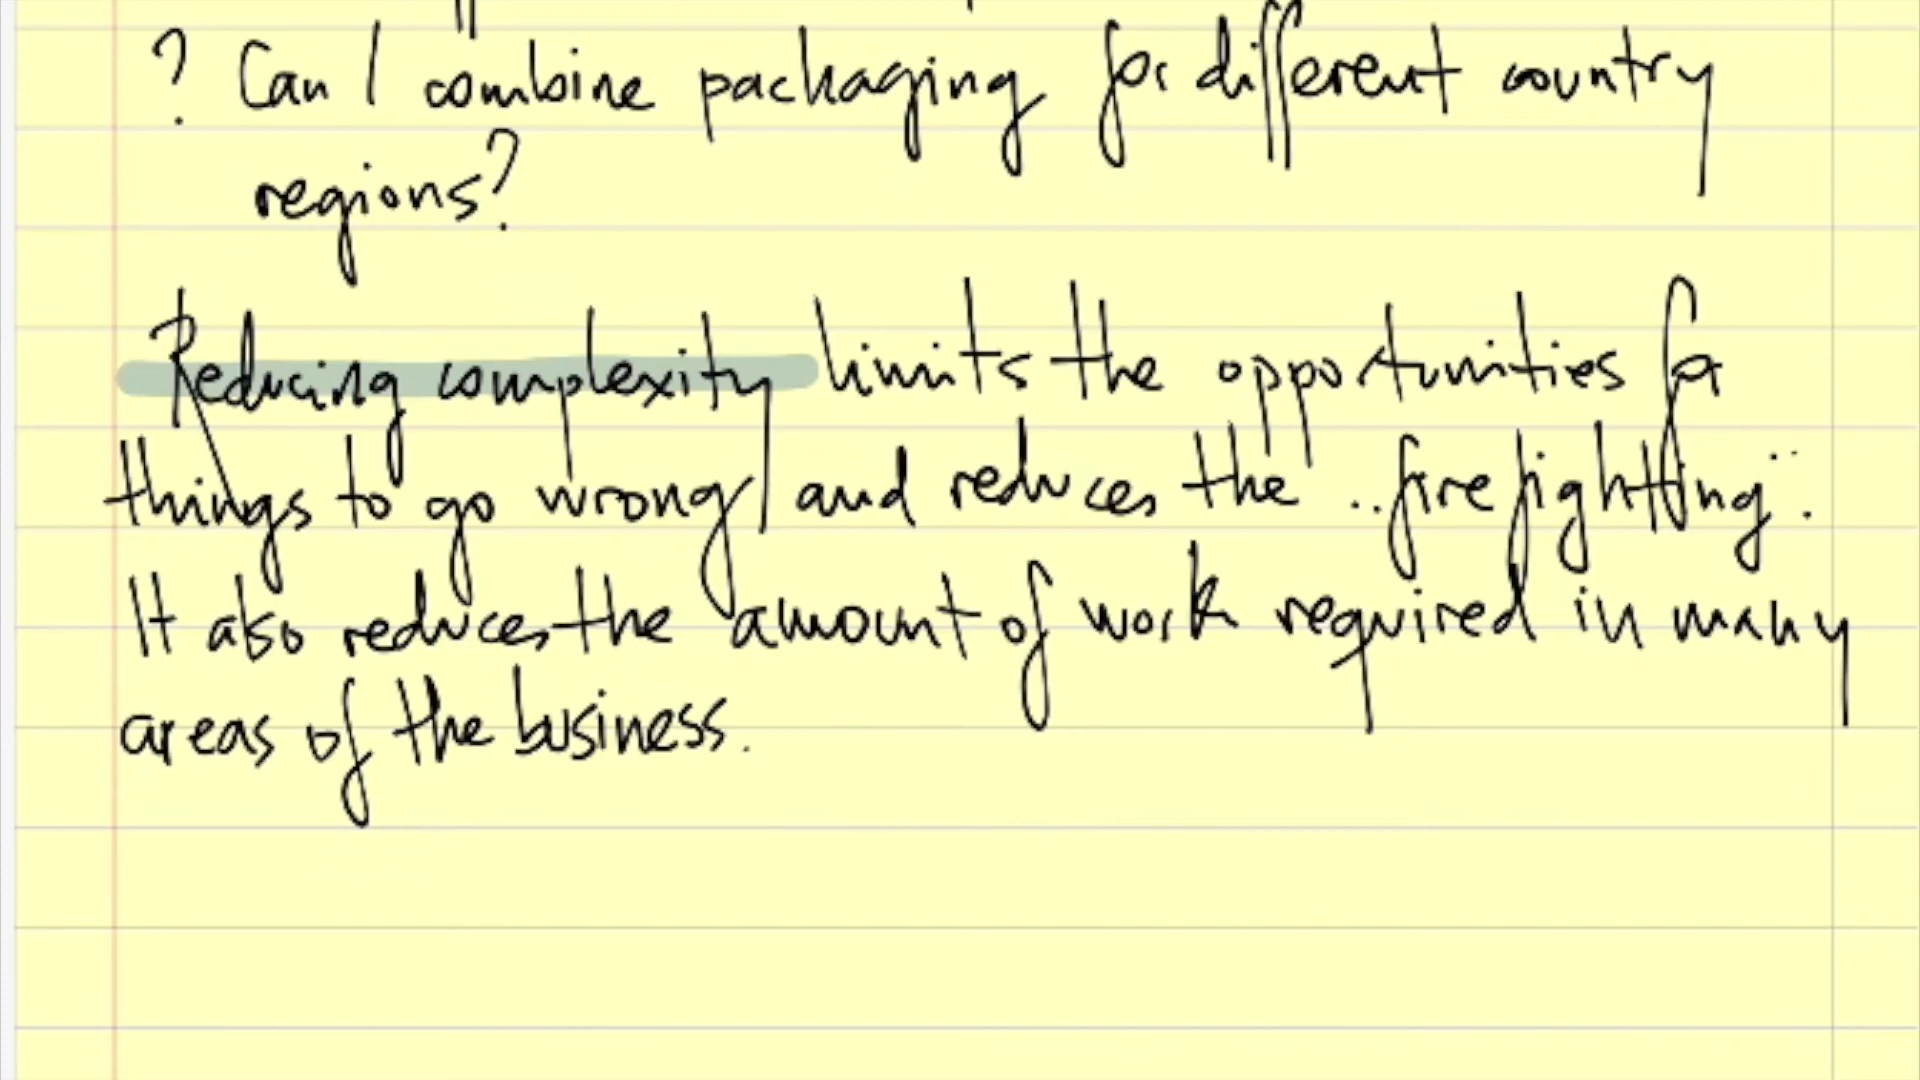 ? Can I combine packaging for different country
regions?
Reducing complexity limits the opportunities for
things to go wrong, and reduces the "firefighting".
It also reduces the amount of work required in many
areas of the business.